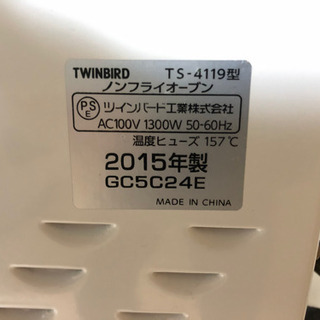 TWINBIRD TS-4119型
ノンフライオーブン
PSE ツインバード工業株式会社
AC100V 1300W 50-60Hz
温度ヒューズ 157℃
2015年製
GC5C24E
MADE IN CHINA